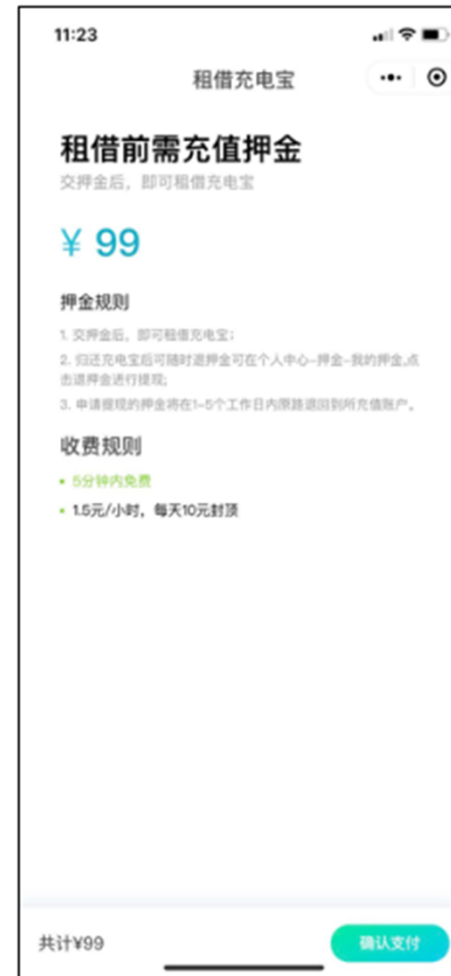 11:23
租借充电宝
租借前需充值押金
交押金后，即可租借充电宝
¥ 99
押金规则
1. 交押金后，即可租借充电宝；
2. 归还充电宝后可随时退押金可在个人中心-押金-我的押金,点
击退押金进行提现;
3. 申请提现的押金将在1-5个工作日内原路退回到所充值账户。
收费规则
5分钟内免费
1.5元/小时，每天10元封顶
共计¥99
确认支付